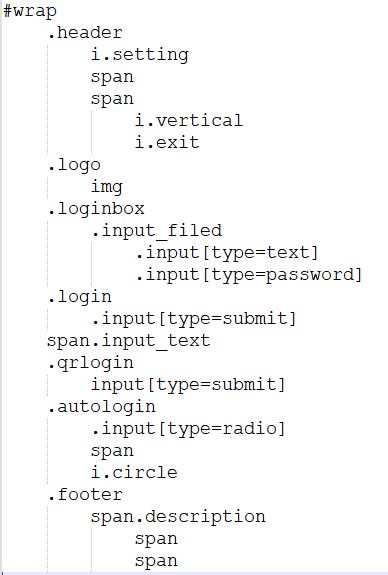 #wrap
    .header
        i.setting
        span
        span
            i.vertical
            i.exit
    .logo
        img
    .loginbox
        .input_filed
            .input[type=text]
            .input[type=password]
    .login
        .input[type=submit]
    span.input_text
    .qrlogin
        input[type=submit]
    .autologin
        .input[type=radio]
        span
        i.circle
    .footer
        span.description
            span
            span